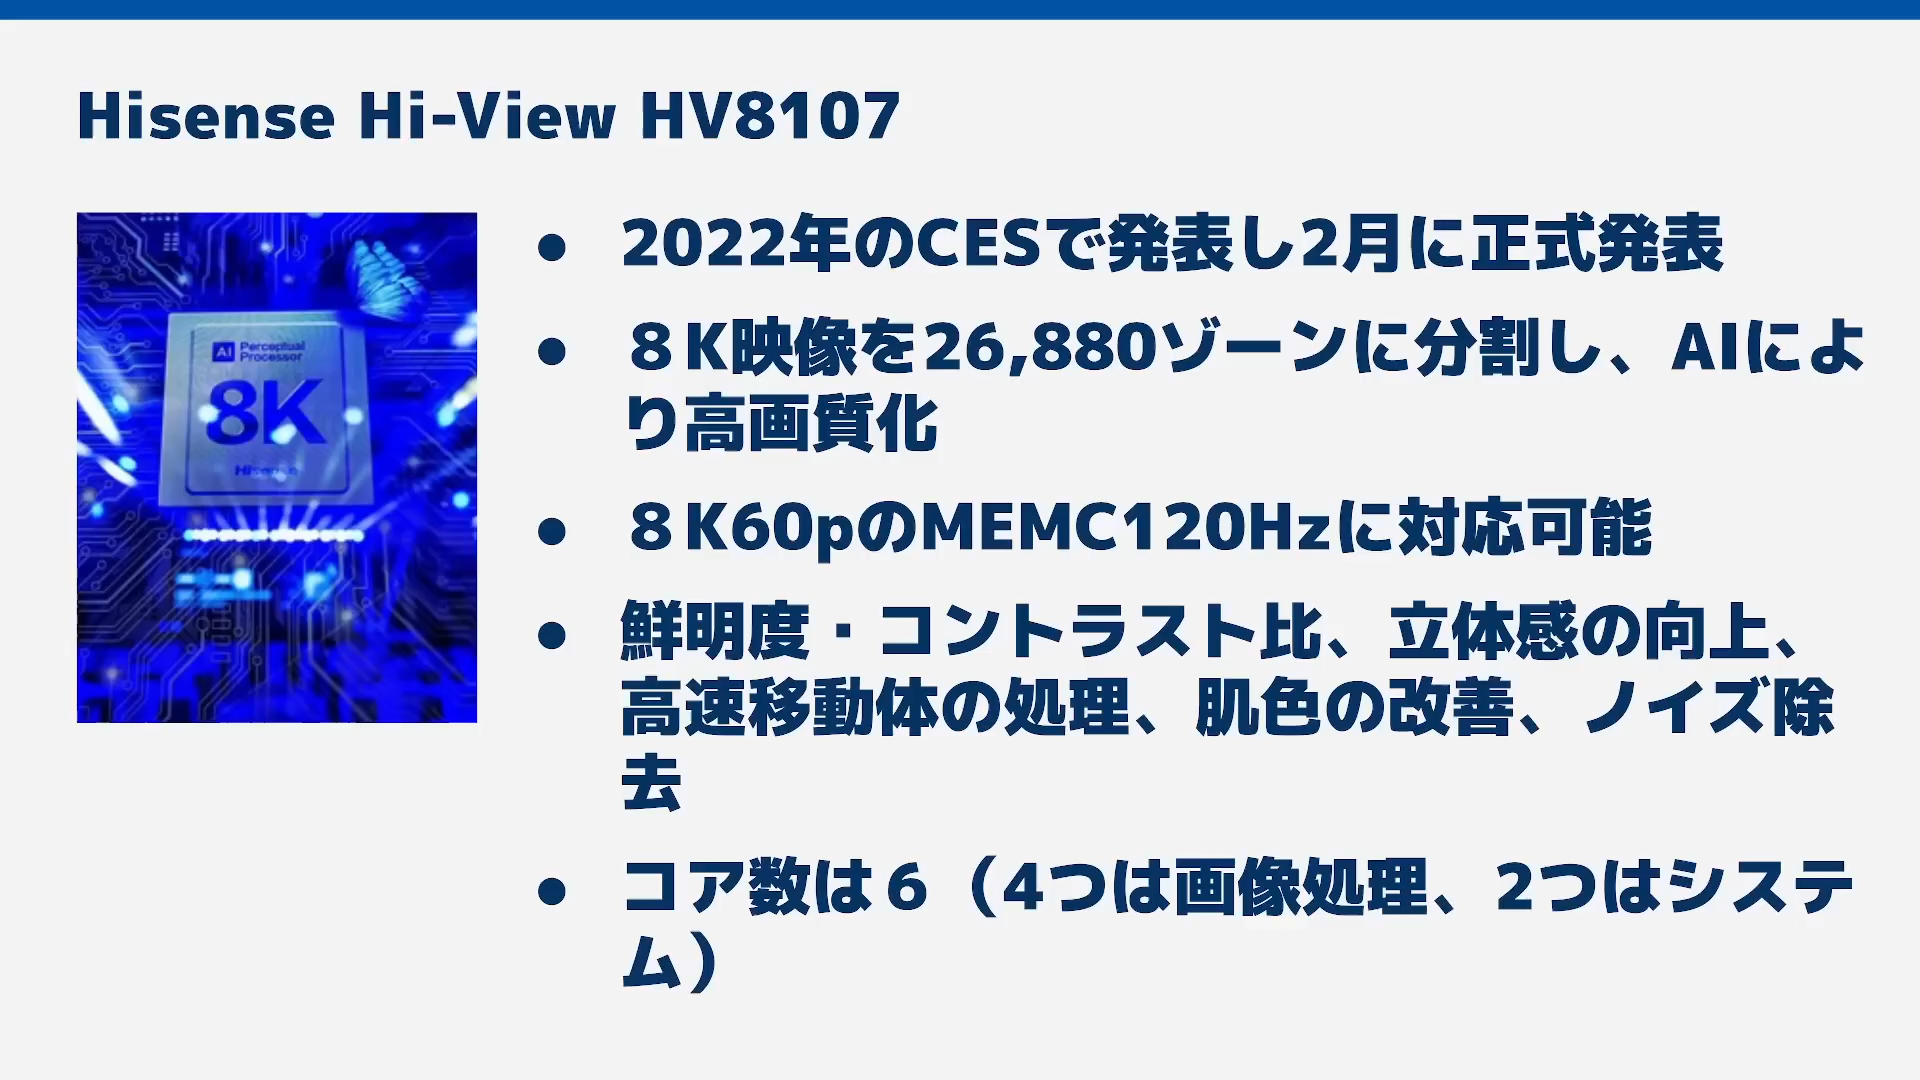 Hisense Hi-View HV8107
AI Perceptual
Processor
8K
Hisense
● 2022年のCESで発表し2月に正式発表
● ８K映像を26,880ゾーンに分割し、AIによ
り高画質化
● ８K60pのMEMC120Hzに対応可能
● 鮮明度・コントラスト比、立体感の向上、
高速移動体の処理、肌色の改善、ノイズ除
去
● コア数は６（4つは画像処理、2つはシステ
ム）